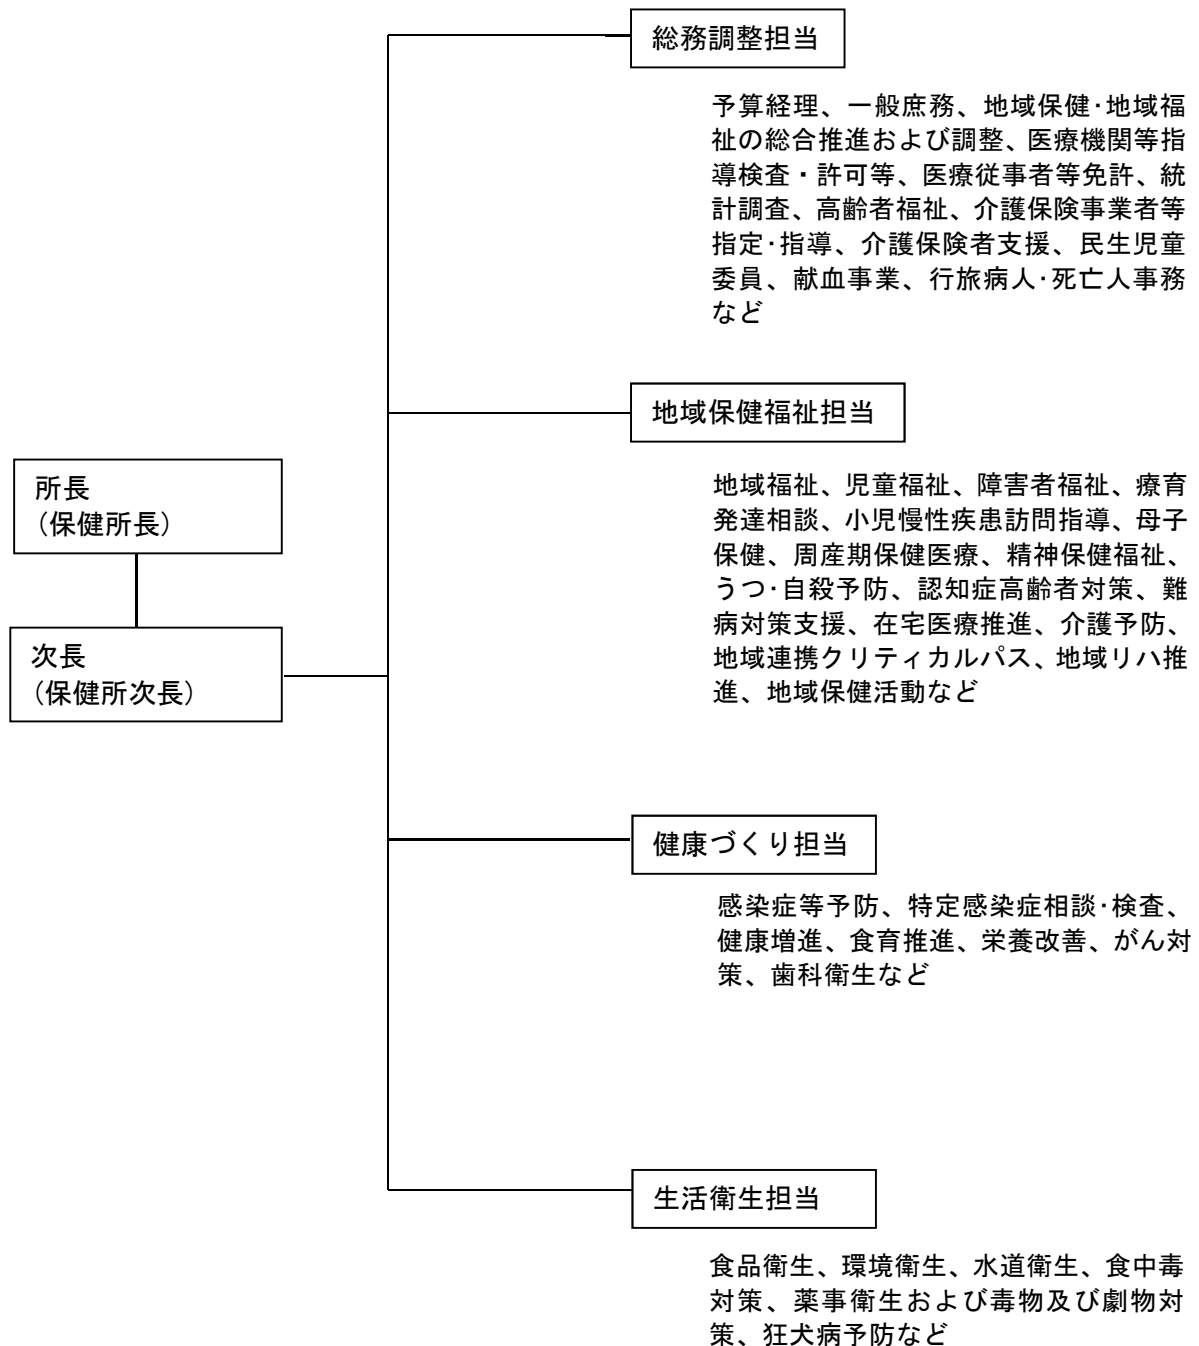 所長
(保健所長)
次長
(保健所次長)
総務調整担当
予算経理、一般庶務、地域保健･地域福
祉の総合推進および調整、医療機関等指
導検査・許可等、医療従事者等免許、統
計調査、高齢者福祉、介護保険事業者等
指定･指導、介護保険者支援、民生児童
委員、献血事業、行旅病人･死亡人事務
など
地域保健福祉担当
地域福祉、児童福祉、障害者福祉、療育
発達相談、小児慢性疾患訪問指導、母子
保健、周産期保健医療、精神保健福祉、
うつ･自殺予防、認知症高齢者対策、難
病対策支援、在宅医療推進、介護予防、
地域連携クリティカルパス、地域リハ推
進、地域保健活動など
健康づくり担当
感染症等予防、特定感染症相談･検査、
健康増進、食育推進、栄養改善、がん対
策、歯科衛生など
生活衛生担当
食品衛生、環境衛生、水道衛生、食中毒
対策、薬事衛生および毒物及び劇物対
策、狂犬病予防など